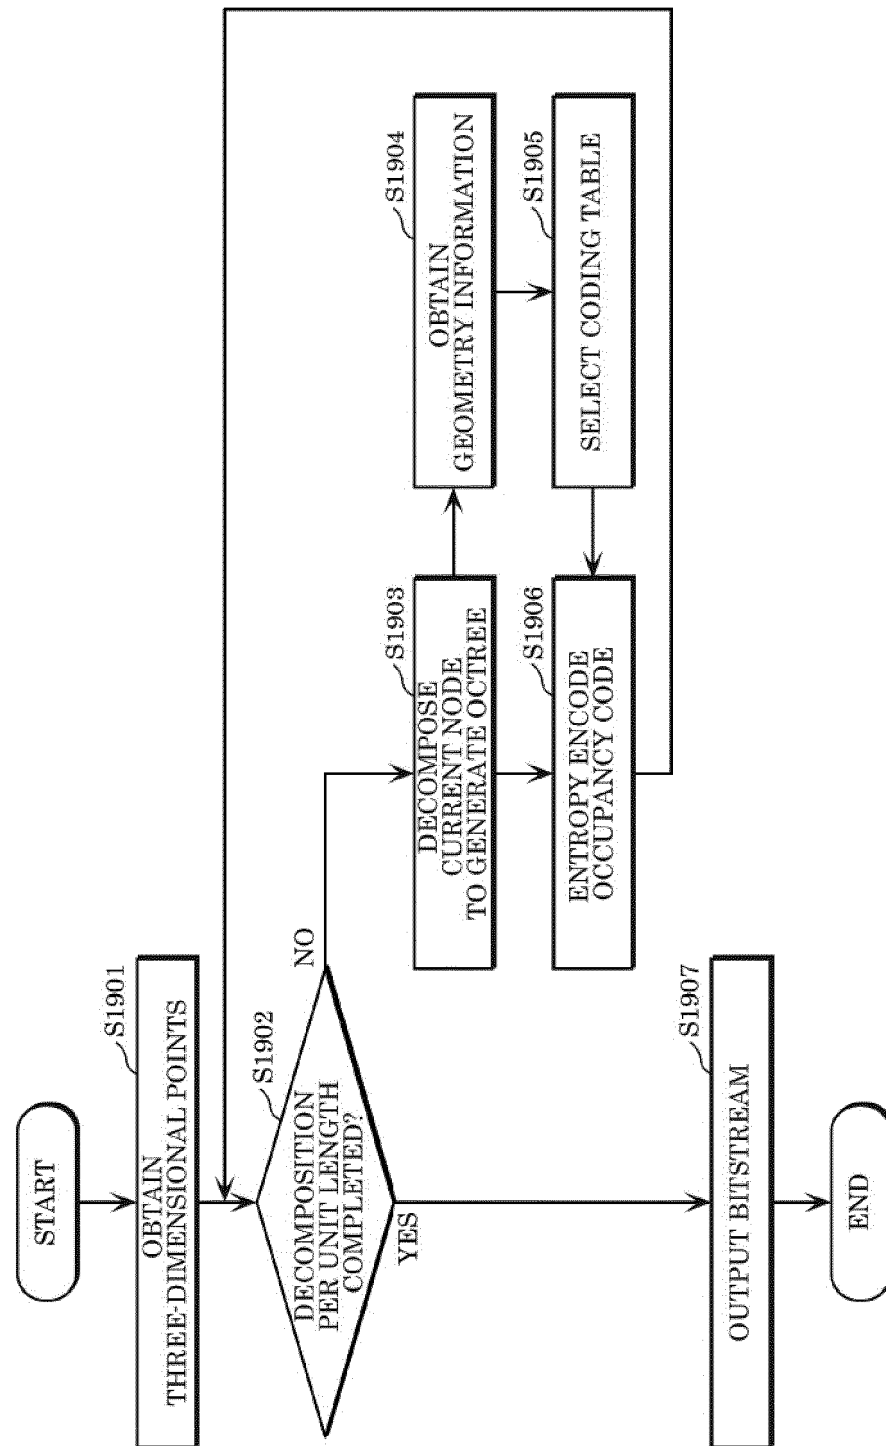 START
S1901
OBTAIN
THREE-DIMENSIONAL POINTS
S1902
DECOMPOSITION
PER UNIT LENGTH
COMPLETED?
NO
YES
S1903
DECOMPOSE
CURRENT NODE
TO GENERATE OCTREE
S1904
OBTAIN
GEOMETRY INFORMATION
S1905
SELECT CODING TABLE
S1906
ENTROPY ENCODE
OCCUPANCY CODE
S1907
OUTPUT BITSTREAM
END